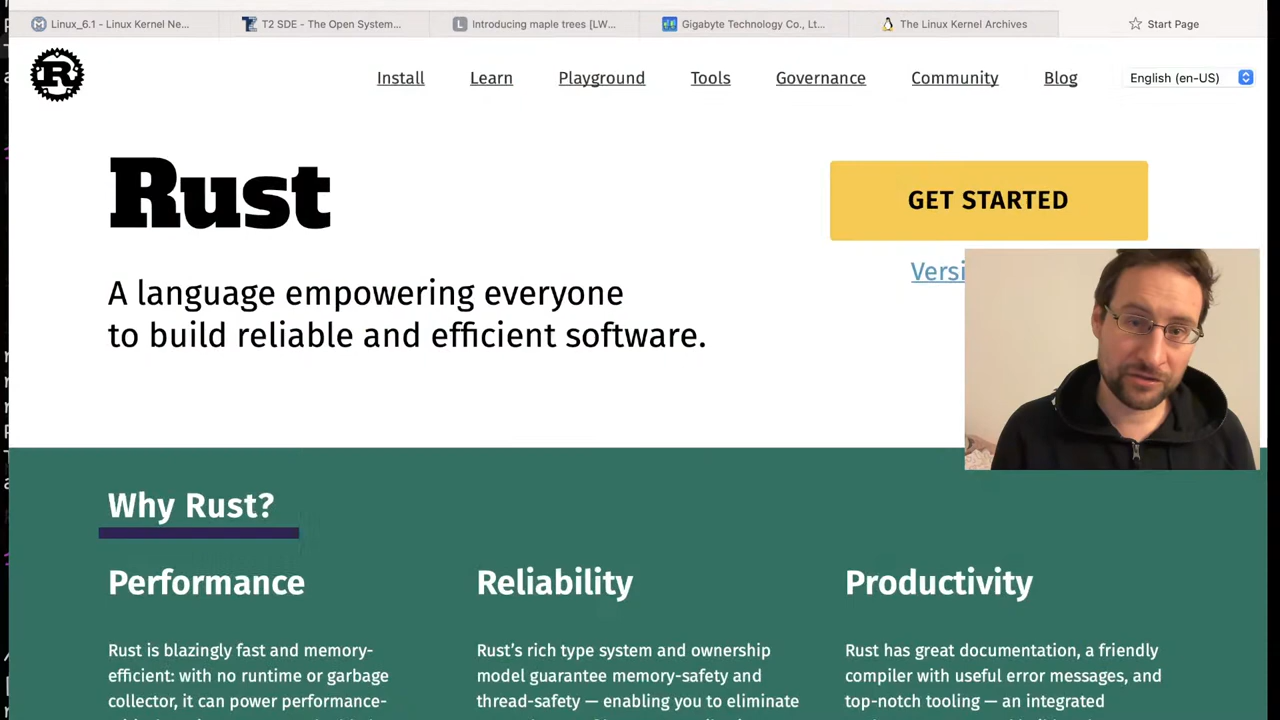 Linux_6.1 - Linux Kernel Ne...
T2 SDE - The Open System...
L
Introducing maple trees [LW...
Gigabyte Technology Co., Lt...
The Linux Kernel Archives
Start Page
R
Install
Learn
Playground
Tools
Governance
Community
Blog
English (en-US)
Rust
GET STARTED
Versi
A language empowering everyone
to build reliable and efficient software.
Why Rust?
Performance
Reliability
Productivity
Rust is blazingly fast and memory-
efficient: with no runtime or garbage
collector, it can power performance-
Rust’s rich type system and ownership
model guarantee memory-safety and
thread-safety — enabling you to eliminate
Rust has great documentation, a friendly
compiler with useful error messages, and
top-notch tooling — an integrated